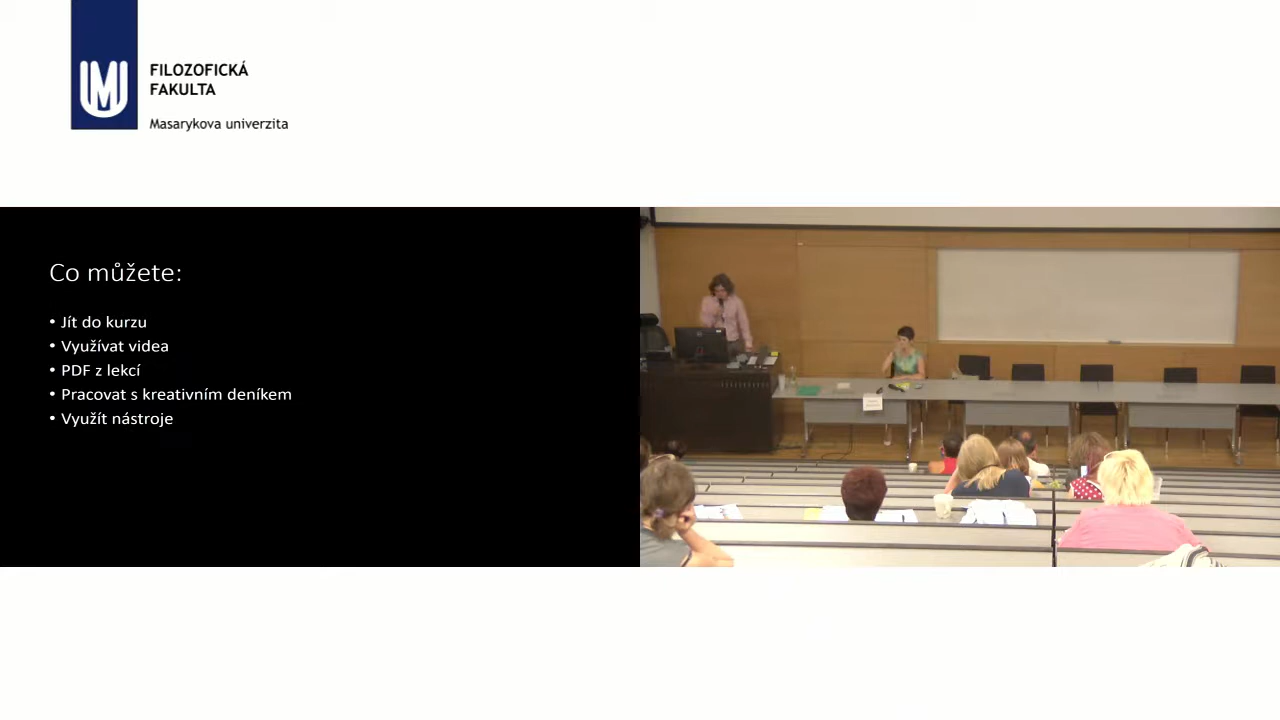 FILOZOFICKÁ
FAKULTA
Masarykova univerzita
Co můžete:
• Jít do kurzu
• Využívat videa
• PDF z lekcí
• Pracovat s kreativním deníkem
• Využít nástroje